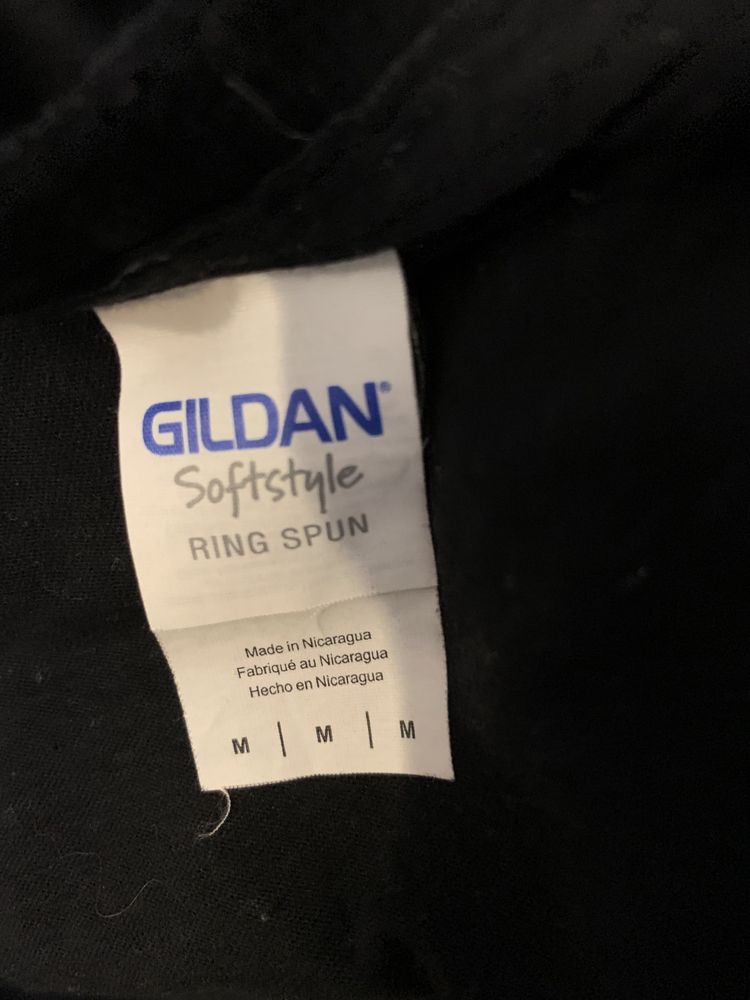 GILDAN®
Softstyle
RING SPUN
Made in Nicaragua
Fabriqué au Nicaragua
Hecho en Nicaragua
M | M | M